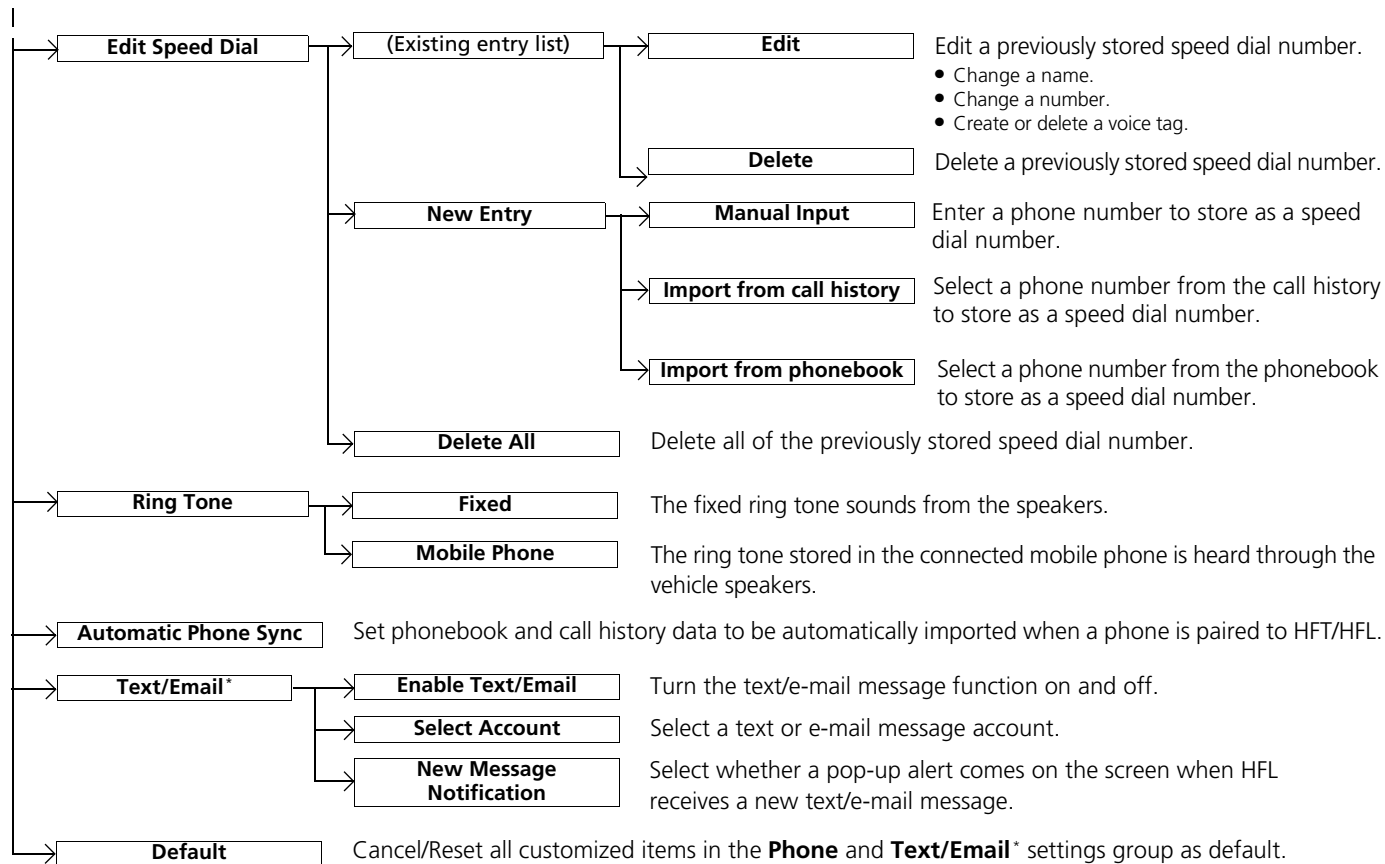 Edit Speed Dial
(Existing entry list)
Edit
Edit a previously stored speed dial number.
● Change a name.
● Change a number.
● Create or delete a voice tag.
Delete
Delete a previously stored speed dial number.
New Entry
Manual Input
Enter a phone number to store as a speed
dial number.
Import from call history
Select a phone number from the call history
to store as a speed dial number.
Import from phonebook
Select a phone number from the phonebook
to store as a speed dial number.
Delete All
Delete all of the previously stored speed dial number.
Ring Tone
Fixed
The fixed ring tone sounds from the speakers.
Mobile Phone
The ring tone stored in the connected mobile phone is heard through the
vehicle speakers.
Automatic Phone Sync
Set phonebook and call history data to be automatically imported when a phone is paired to HFT/HFL.
Text/Email*
Enable Text/Email
Turn the text/e-mail message function on and off.
Select Account
Select a text or e-mail message account.
New Message
Notification
Select whether a pop-up alert comes on the screen when HFL
receives a new text/e-mail message.
Default
Cancel/Reset all customized items in the Phone and Text/Email* settings group as default.